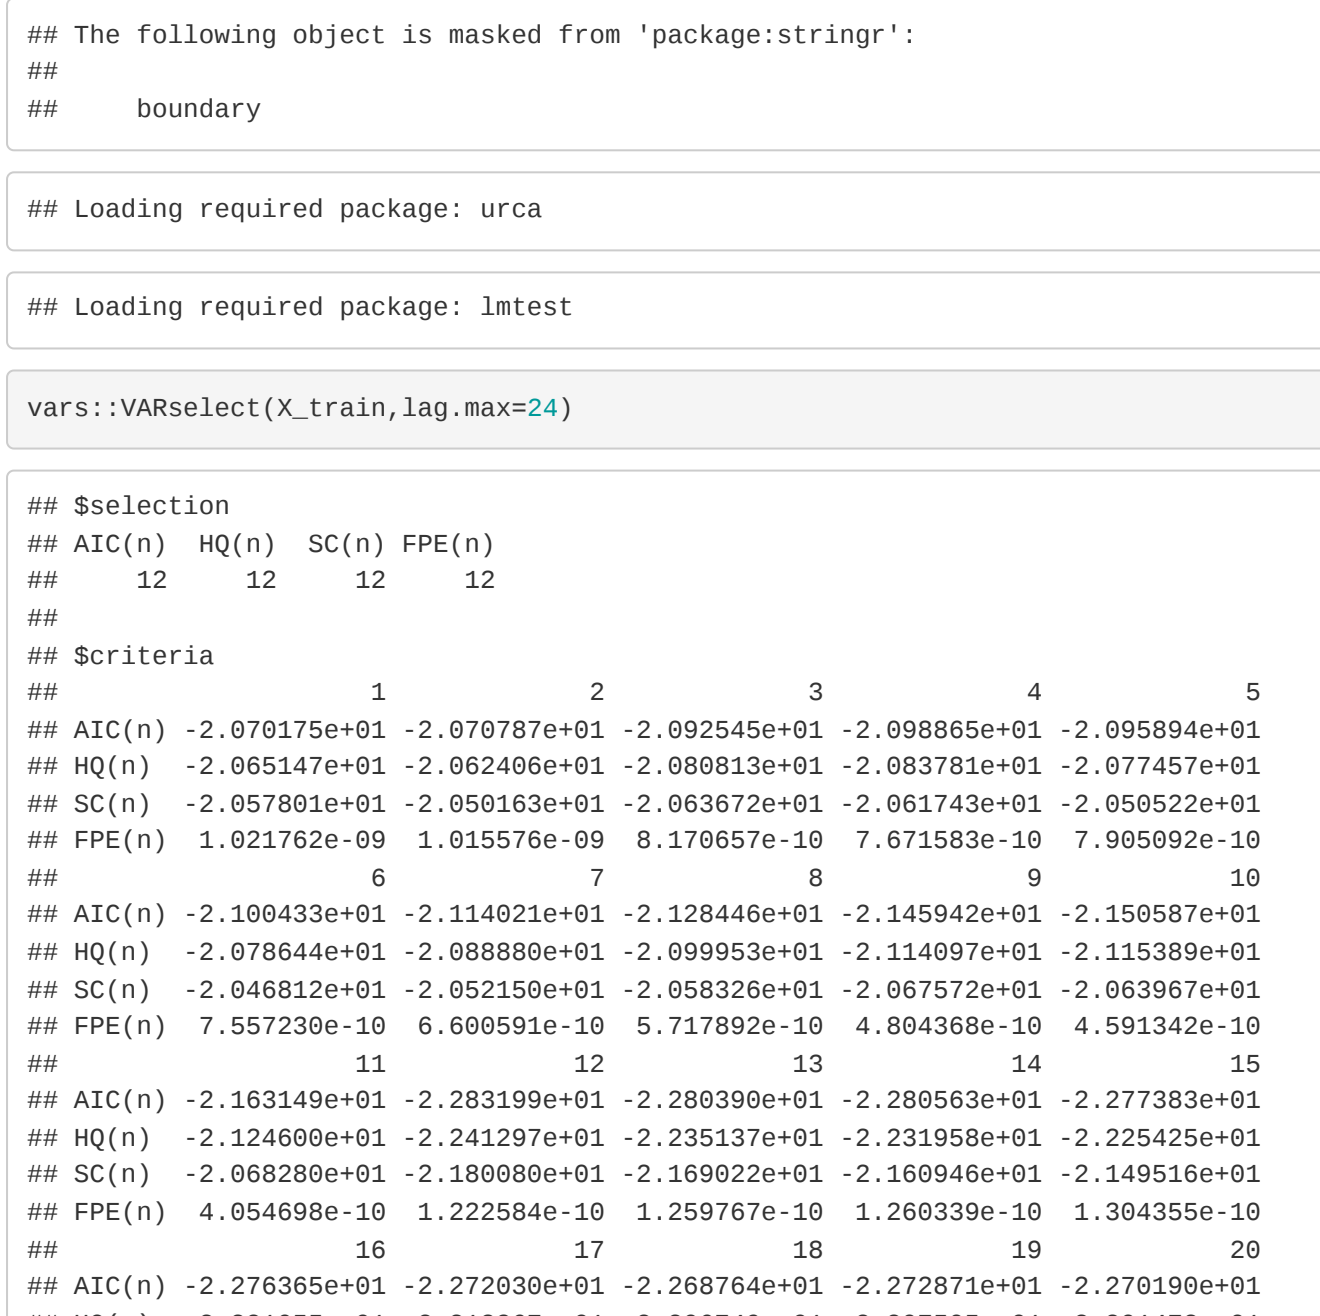 ## The following object is masked from 'package:stringr':
##
##     boundary
## Loading required package: urca
## Loading required package: lmtest
vars::VARselect(X_train,lag.max=24)
## $selection
## AIC(n)  HQ(n)  SC(n) FPE(n)
##     12     12     12     12
##
## $criteria
##                    1             2             3             4             5
## AIC(n) -2.070175e+01 -2.070787e+01 -2.092545e+01 -2.098865e+01 -2.095894e+01
## HQ(n)  -2.065147e+01 -2.062406e+01 -2.080813e+01 -2.083781e+01 -2.077457e+01
## SC(n)  -2.057801e+01 -2.050163e+01 -2.063672e+01 -2.061743e+01 -2.050522e+01
## FPE(n)  1.021762e-09  1.015576e-09  8.170657e-10  7.671583e-10  7.905092e-10
##                    6             7             8             9            10
## AIC(n) -2.100433e+01 -2.114021e+01 -2.128446e+01 -2.145942e+01 -2.150587e+01
## HQ(n)  -2.078644e+01 -2.088880e+01 -2.099953e+01 -2.114097e+01 -2.115389e+01
## SC(n)  -2.046812e+01 -2.052150e+01 -2.058326e+01 -2.067572e+01 -2.063967e+01
## FPE(n)  7.557230e-10  6.600591e-10  5.717892e-10  4.804368e-10  4.591342e-10
##                   11            12            13            14            15
## AIC(n) -2.163149e+01 -2.283199e+01 -2.280390e+01 -2.280563e+01 -2.277383e+01
## HQ(n)  -2.124600e+01 -2.241297e+01 -2.235137e+01 -2.231958e+01 -2.225425e+01
## SC(n)  -2.068280e+01 -2.180080e+01 -2.169022e+01 -2.160946e+01 -2.149516e+01
## FPE(n)  4.054698e-10  1.222584e-10  1.259767e-10  1.260339e-10  1.304355e-10
##                   16            17            18            19            20
## AIC(n) -2.276365e+01 -2.272030e+01 -2.268764e+01 -2.272871e+01 -2.270190e+01